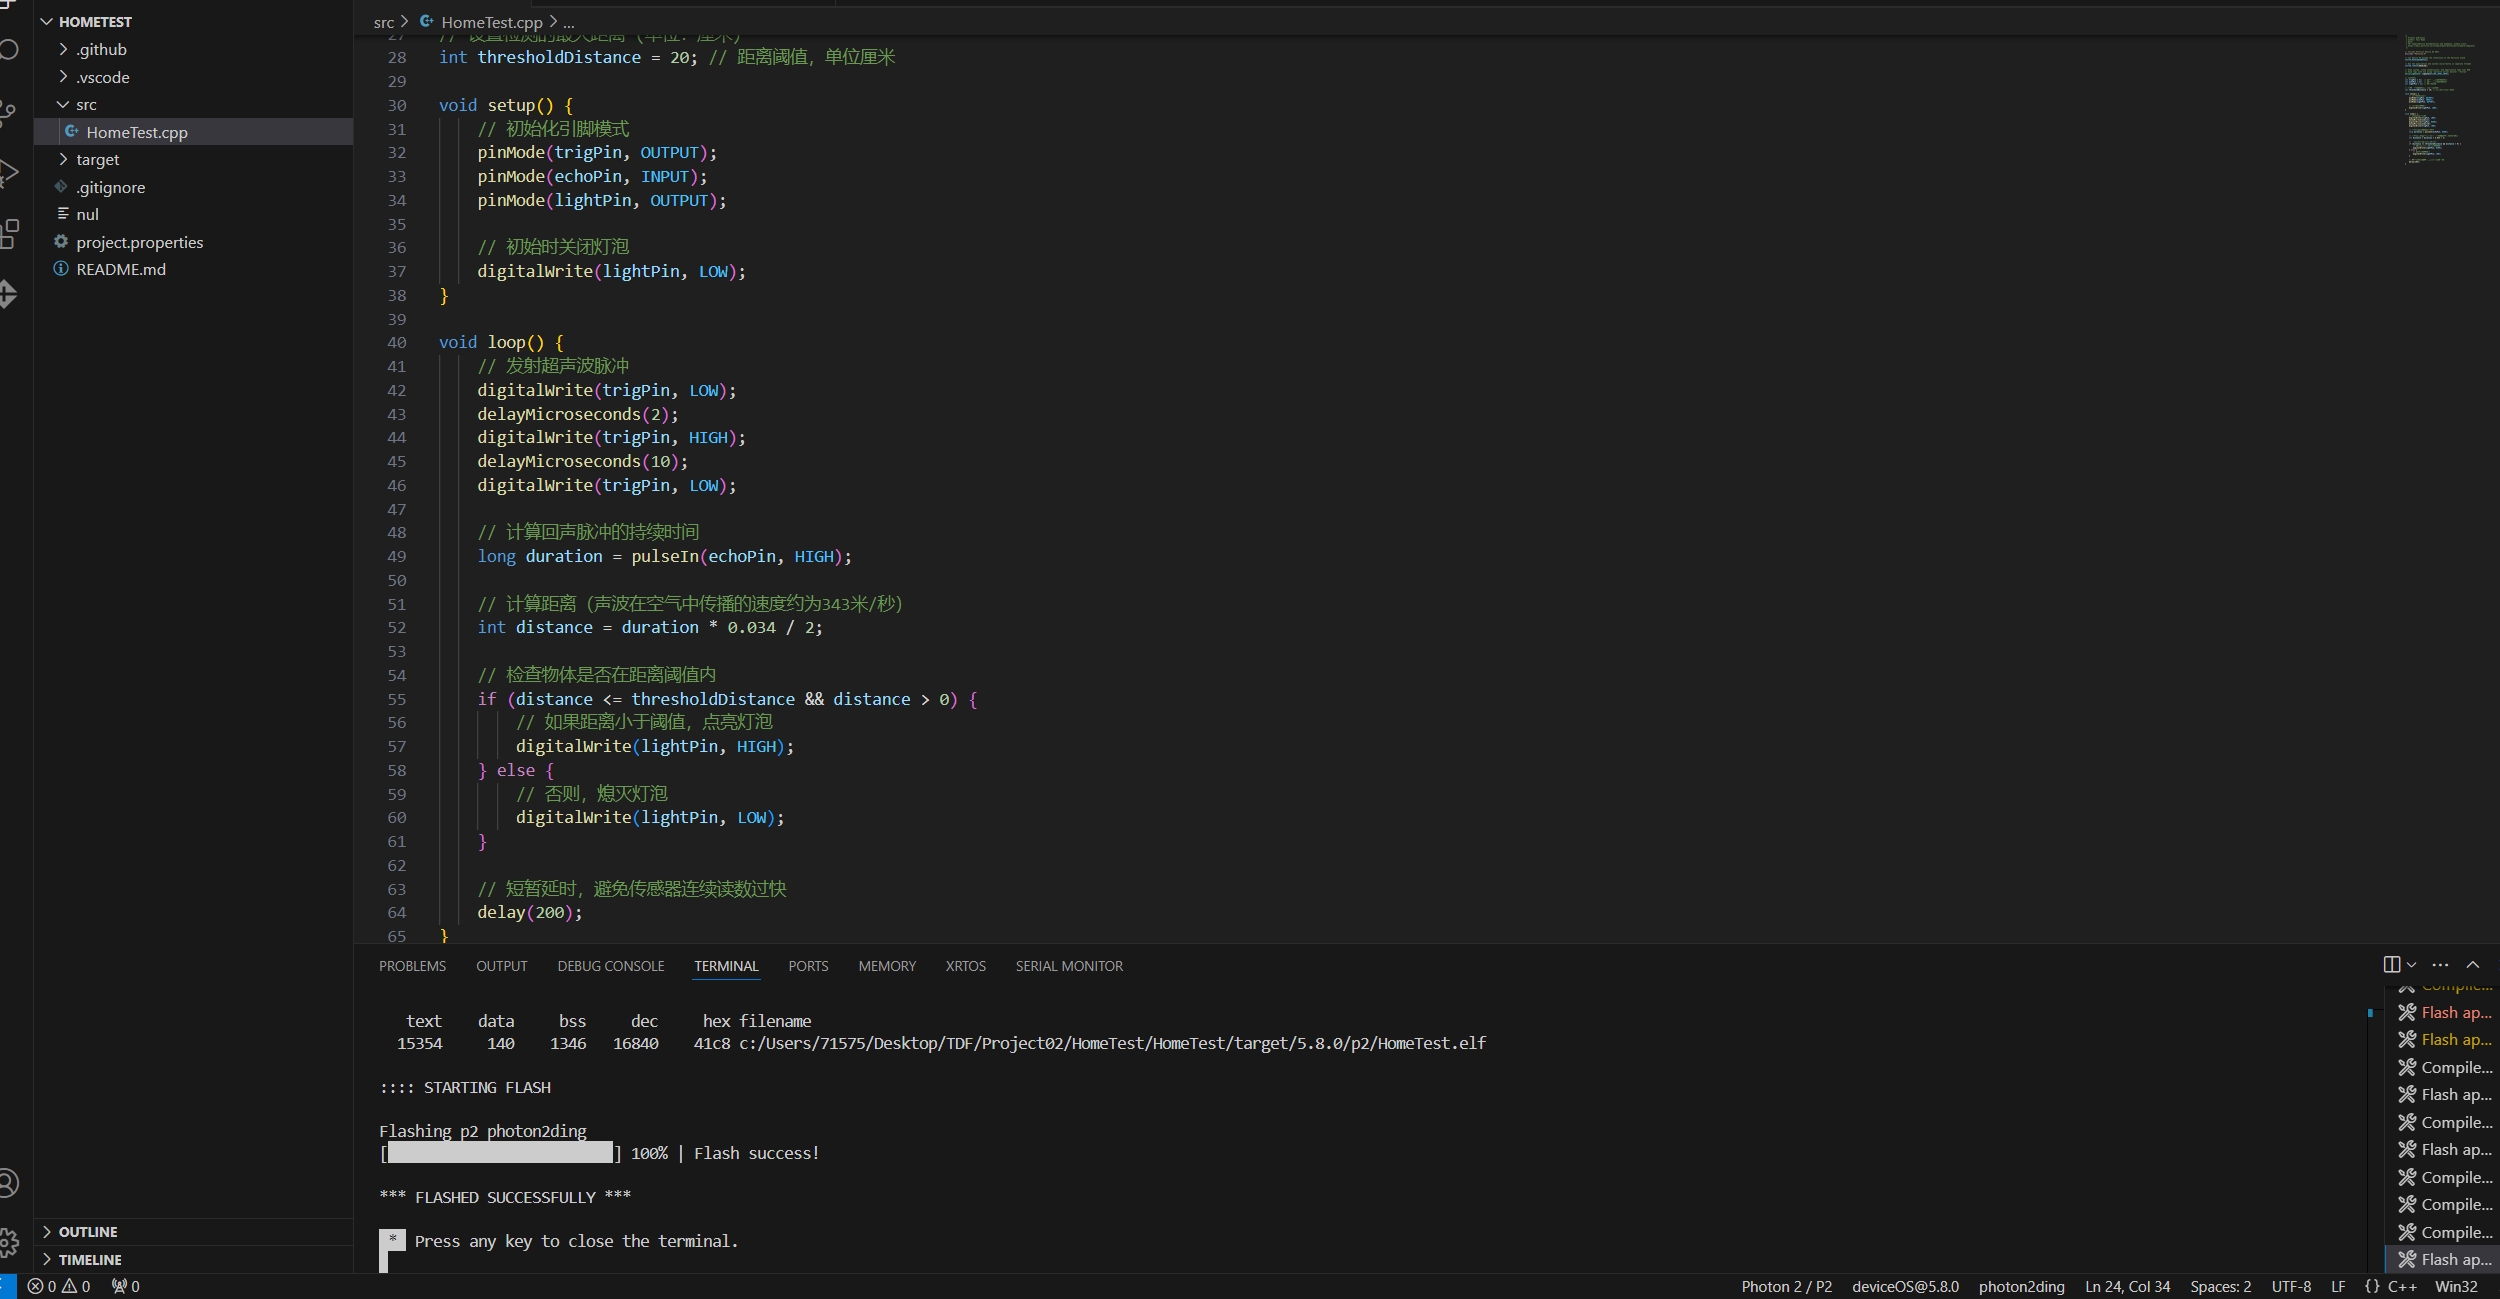 HOMETEST
.github
.vscode
src
HomeTest.cpp
target
.gitignore
nul
project.properties
README.md
OUTLINE
TIMELINE
src > HomeTest.cpp > ...
27 // 设置检测的最大距离（单位：厘米）
28 int thresholdDistance = 20; // 距离阈值，单位厘米
29
30 void setup() {
31 // 初始化引脚模式
32 pinMode(trigPin, OUTPUT);
33 pinMode(echoPin, INPUT);
34 pinMode(lightPin, OUTPUT);
35
36 // 初始时关闭灯泡
37 digitalWrite(lightPin, LOW);
38 }
39
40 void loop() {
41 // 发射超声波脉冲
42 digitalWrite(trigPin, LOW);
43 delayMicroseconds(2);
44 digitalWrite(trigPin, HIGH);
45 delayMicroseconds(10);
46 digitalWrite(trigPin, LOW);
47
48 // 计算回声脉冲的持续时间
49 long duration = pulseIn(echoPin, HIGH);
50
51 // 计算距离（声波在空气中传播的速度约为343米/秒）
52 int distance = duration * 0.034 / 2;
53
54 // 检查物体是否在距离阈值内
55 if (distance <= thresholdDistance && distance > 0) {
56 // 如果距离小于阈值，点亮灯泡
57 digitalWrite(lightPin, HIGH);
58 } else {
59 // 否则，熄灭灯泡
60 digitalWrite(lightPin, LOW);
61 }
62
63 // 短暂延时，避免传感器连续读数过快
64 delay(200);
65 }
PROBLEMS OUTPUT DEBUG CONSOLE TERMINAL PORTS MEMORY XRTOS SERIAL MONITOR
text data bss dec hex filename
15354 140 1346 16840 41c8 c:/Users/71575/Desktop/TDF/Project02/HomeTest/HomeTest/target/5.8.0/p2/HomeTest.elf
:::: STARTING FLASH
Flashing p2 photon2ding
[ ] 100% | Flash success!
*** FLASHED SUCCESSFULLY ***
* Press any key to close the terminal.
Compile...
Flash ap...
Flash ap...
Compile...
Flash ap...
Compile...
Flash ap...
Compile...
Compile...
Compile...
Flash ap...
0 0 0 Photon 2 / P2 deviceOS@5.8.0 photon2ding Ln 24, Col 34 Spaces: 2 UTF-8 LF {} C++ Win32